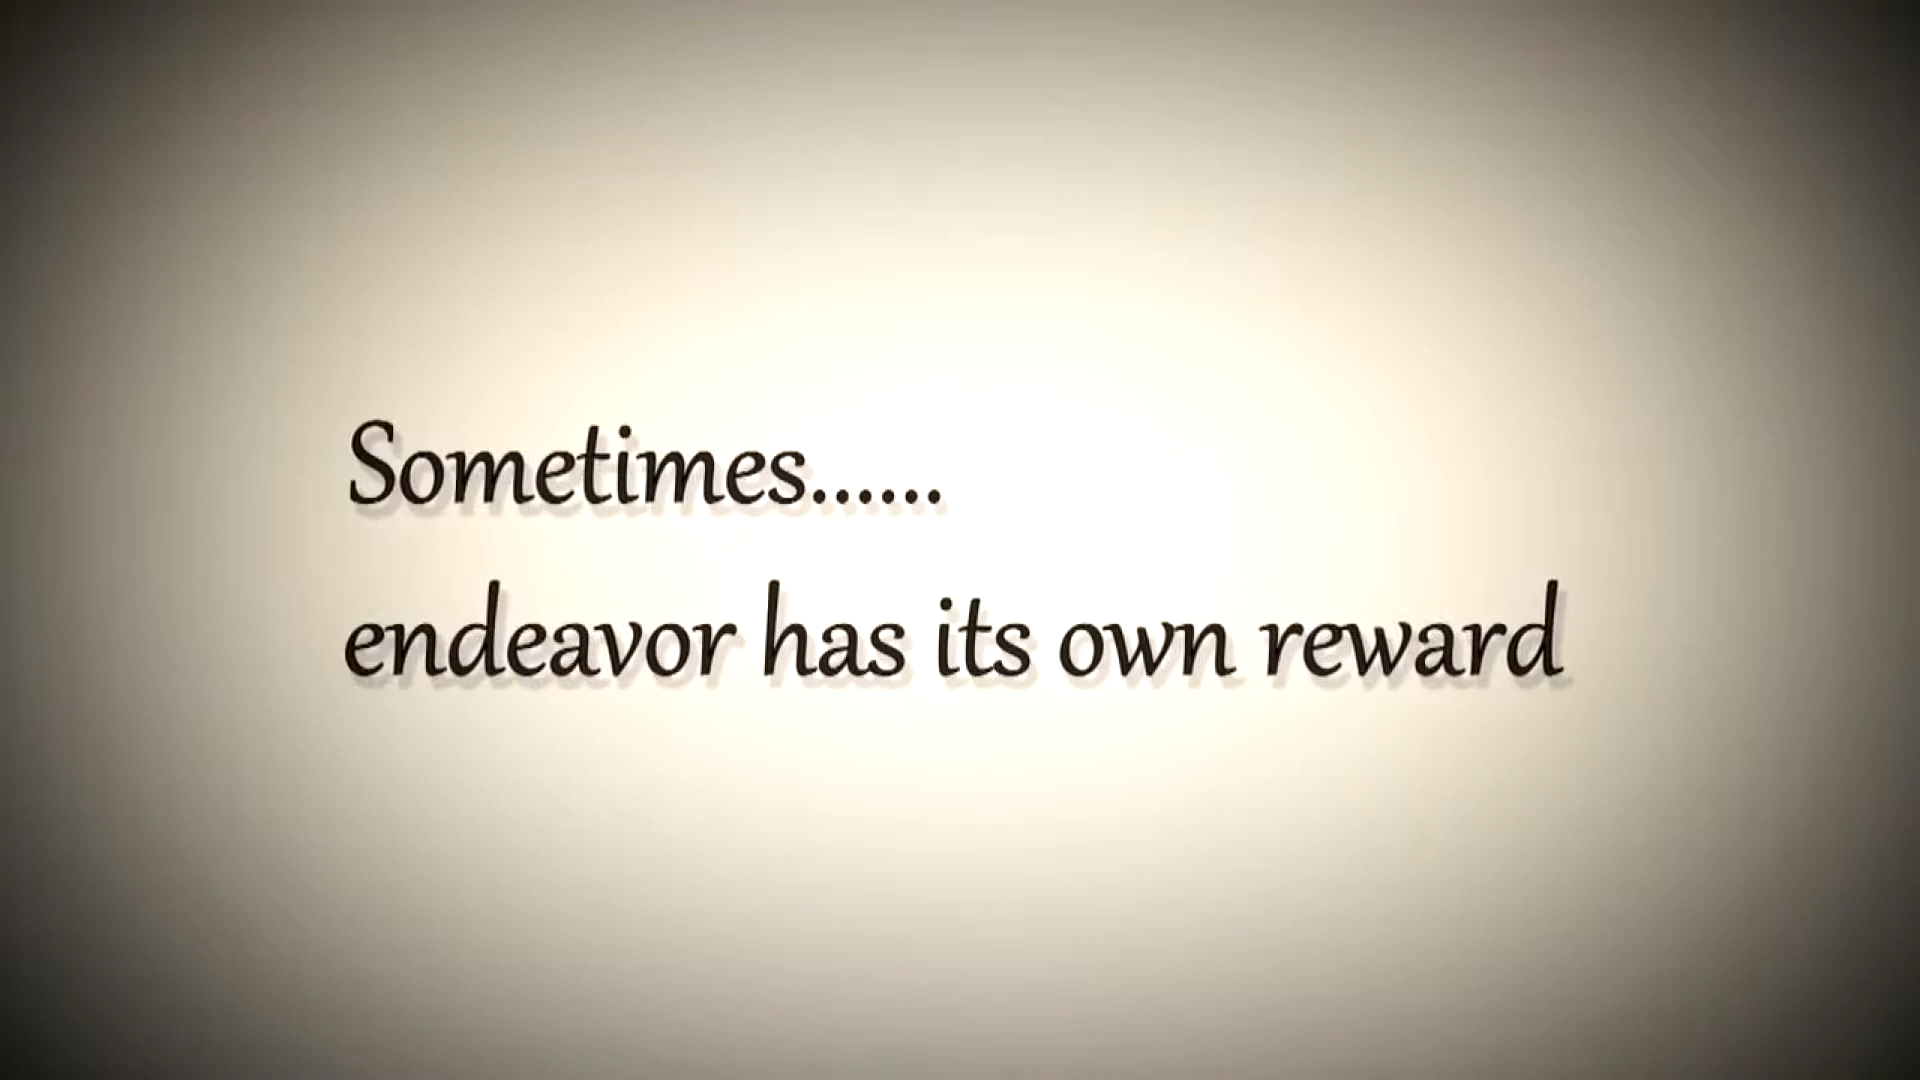 Sometimes......
endeavor has its own reward